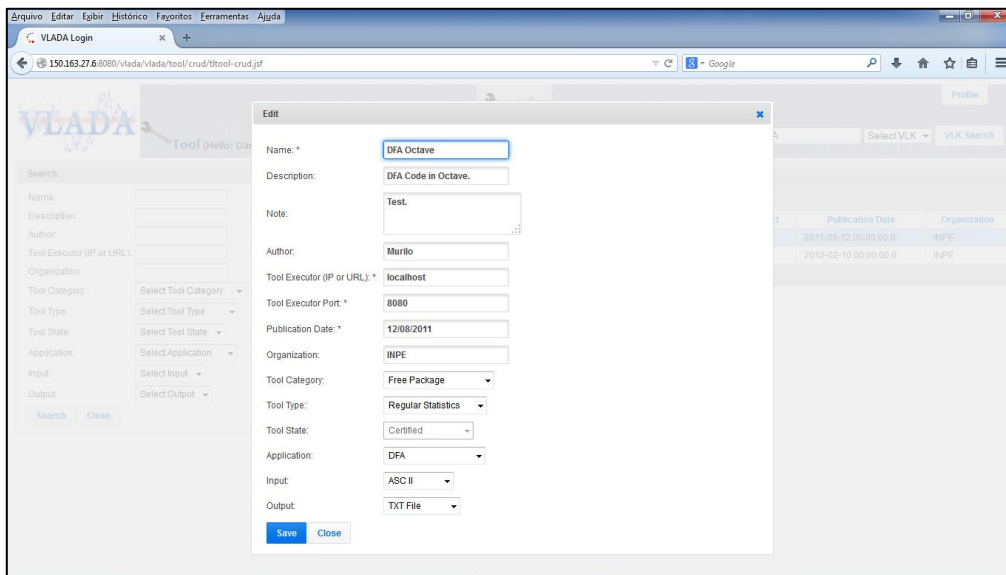 Arquivo Editar Exibir Histórico Favoritos Ferramentas Ajuda
VLADA Login
150.163.27.6:8080/vlada/vlada/tool/crud/tltool-crud.jsf
Google
Profile
VLADA
Tool [Hello: Dan
Select VLK
VLK Search
Search
Name:
Description:
Author:
Tool Executor (IP or URL):
Organization:
Tool Category: Select Tool Category
Tool Type: Select Tool Type
Tool State: Select Tool State
Application: Select Application
Input: Select Input
Output: Select Output
Search Clean
Edit
Name: * DFA Octave
Description: DFA Code in Octave.
Note: Test.
Author: Murilo
Tool Executor (IP or URL): * localhost
Tool Executor Port: * 8080
Publication Date: * 12/08/2011
Organization: INPE
Tool Category: Free Package
Tool Type: Regular Statistics
Tool State: Certified
Application: DFA
Input: ASC II
Output: TXT File
Save Close
Publication Date Organization
2011-08-12 00:00:00.0 INPE
2012-02-10 00:00:00.0 INPE